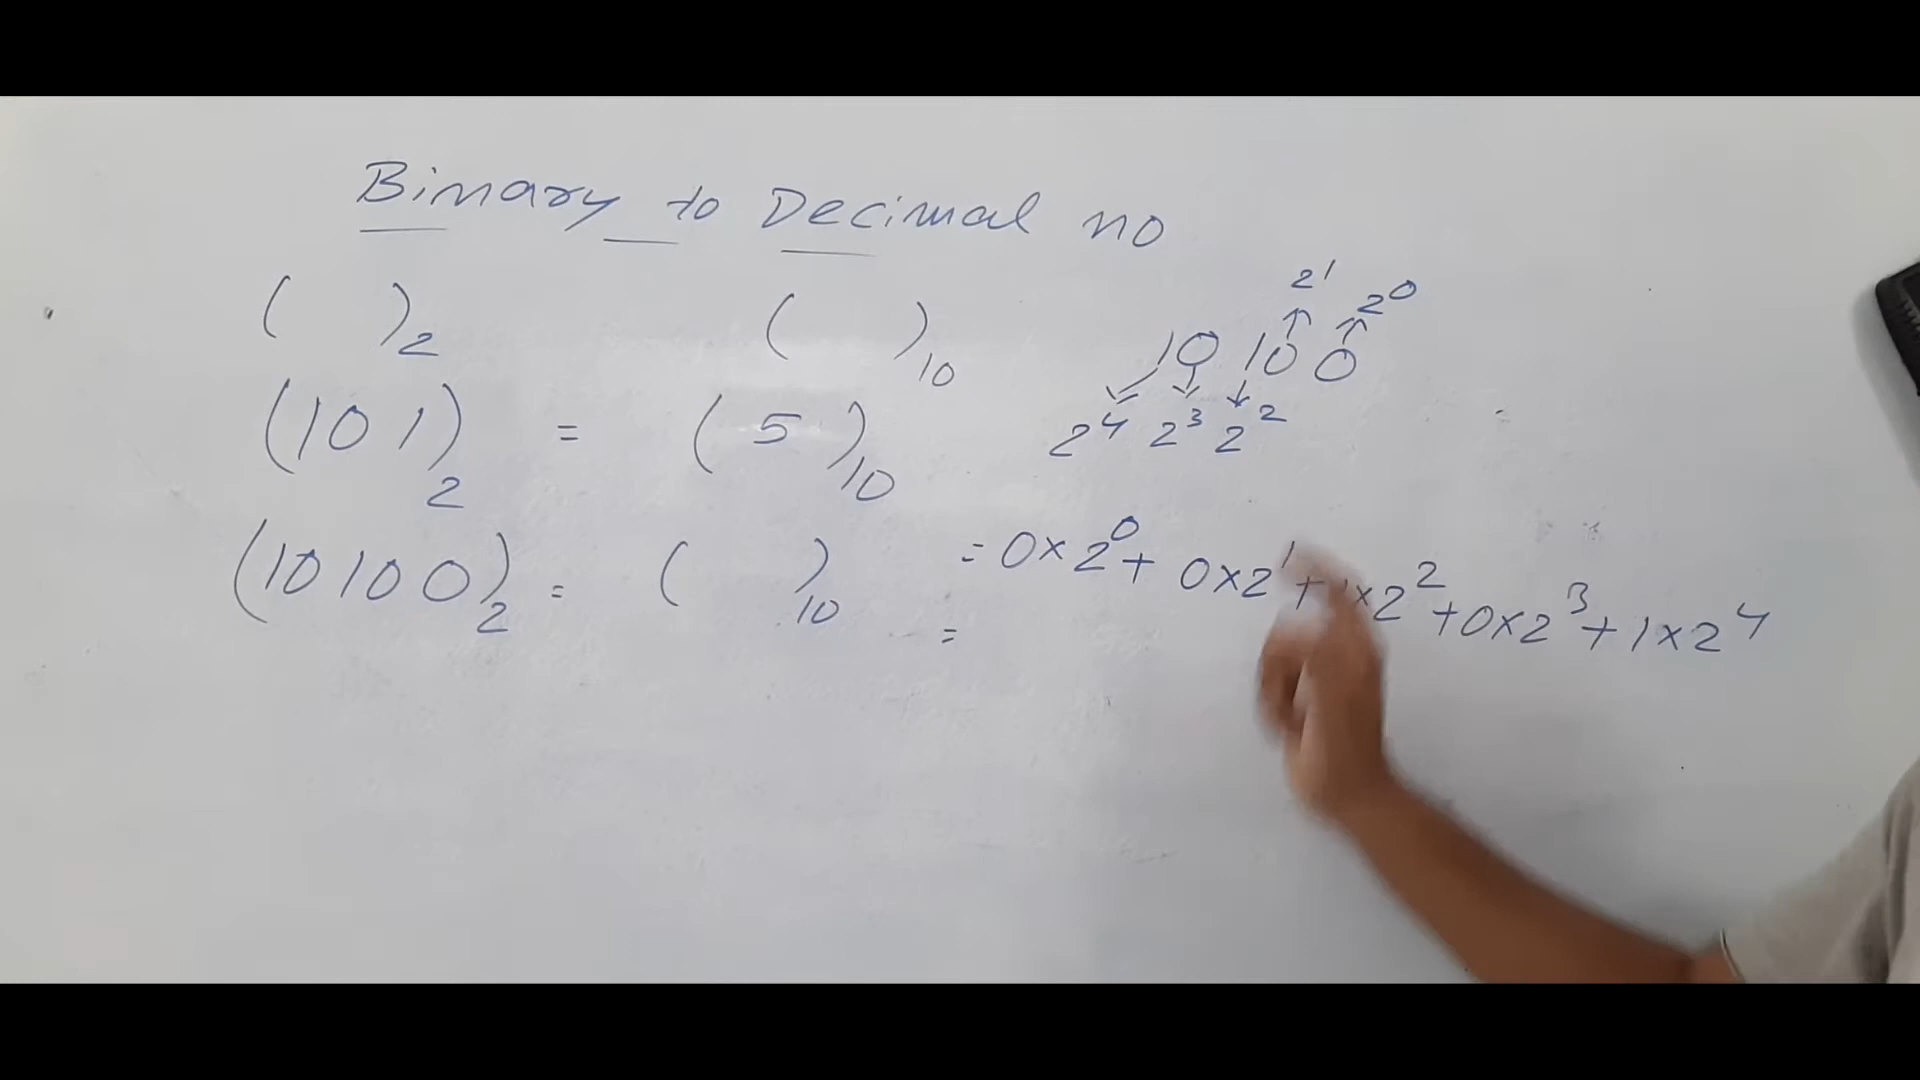 Binary to Decimal no
( )₂ ( )₁₀
(101)₂ = (5)₁₀
(10100)₂ = ( )₁₀
2¹ 2⁰
10100
2⁴ 2³ 2²
= 0×2⁰ + 0×2¹ + 1×2² + 0×2³ + 1×2⁴
=